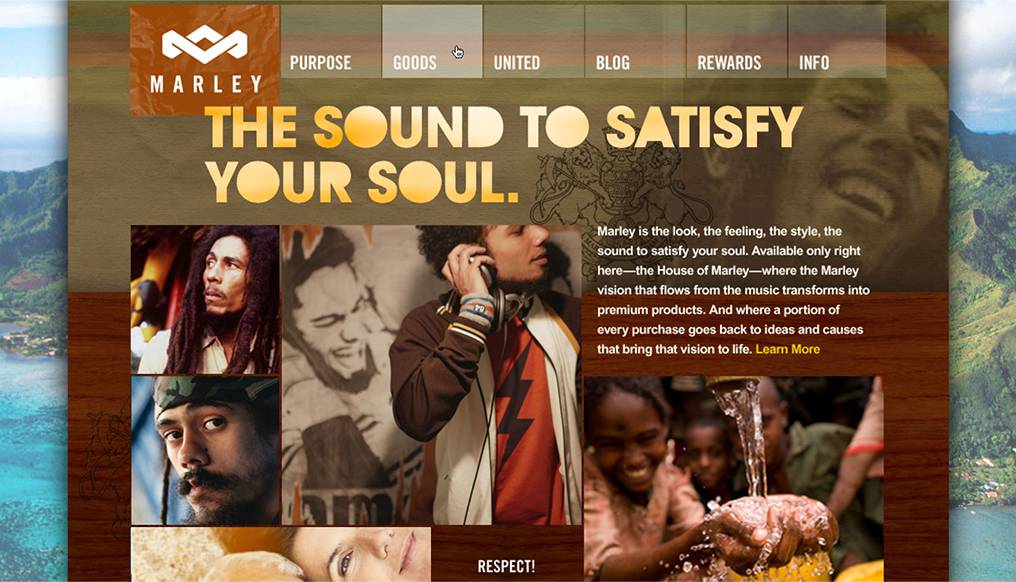 MARLEY
PURPOSE
GOODS
UNITED
BLOG
REWARDS
INFO
THE SOUND TO SATISFY
YOUR SOUL.
Marley is the look, the feeling, the style, the
sound to satisfy your soul. Available only right
here—the House of Marley—where the Marley
vision that flows from the music transforms into
premium products. And where a portion of
every purchase goes back to ideas and causes
that bring that vision to life. Learn More
RESPECT!